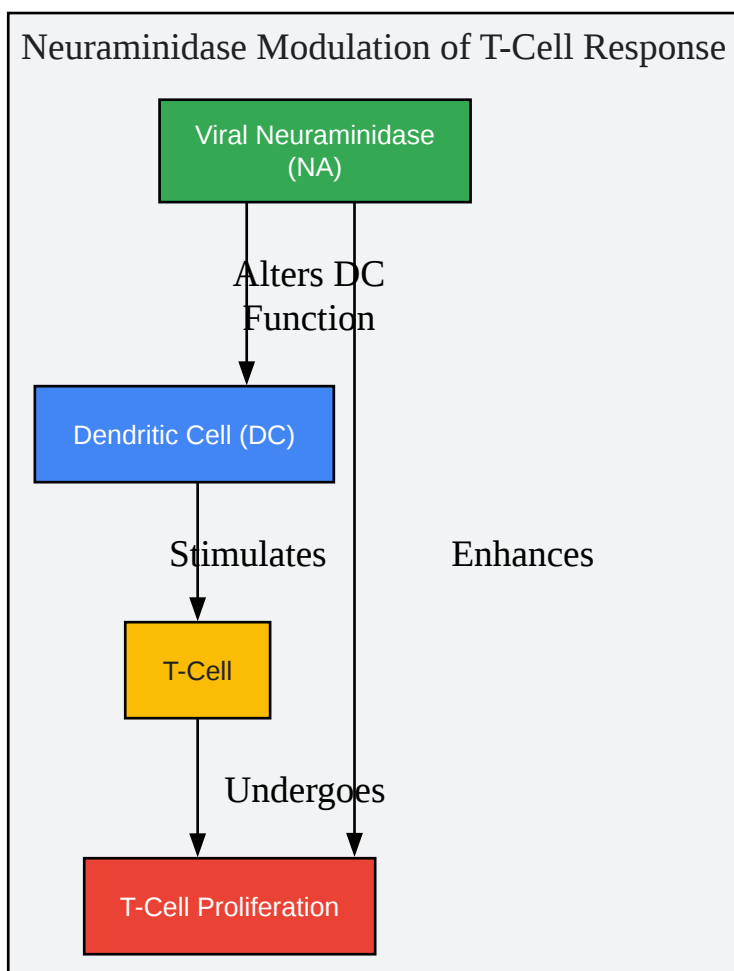 Neuraminidase Modulation of T-Cell Response
Viral Neuraminidase
(NA)
Alters DC
Function
Dendritic Cell (DC)
Stimulates
Enhances
T-Cell
Undergoes
T-Cell Proliferation